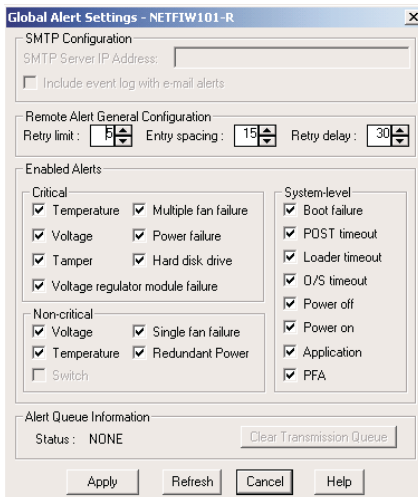 Global Alert Settings - NETFIW101-R
SMTP Configuration
SMTP Server IP Address:
Include event log with e-mail alerts
Remote Alert General Configuration
Retry limit : 5 Entry spacing : 15 Retry delay : 30
Enabled Alerts
Critical
Temperature Multiple fan failure
Voltage Power failure
Tamper Hard disk drive
Voltage regulator module failure
Non-critical
Voltage Single fan failure
Temperature Redundant Power
Switch
System-level
Boot failure
POST timeout
Loader timeout
O/S timeout
Power off
Power on
Application
PFA
Alert Queue Information
Status : NONE Clear Transmission Queue
Apply Refresh Cancel Help